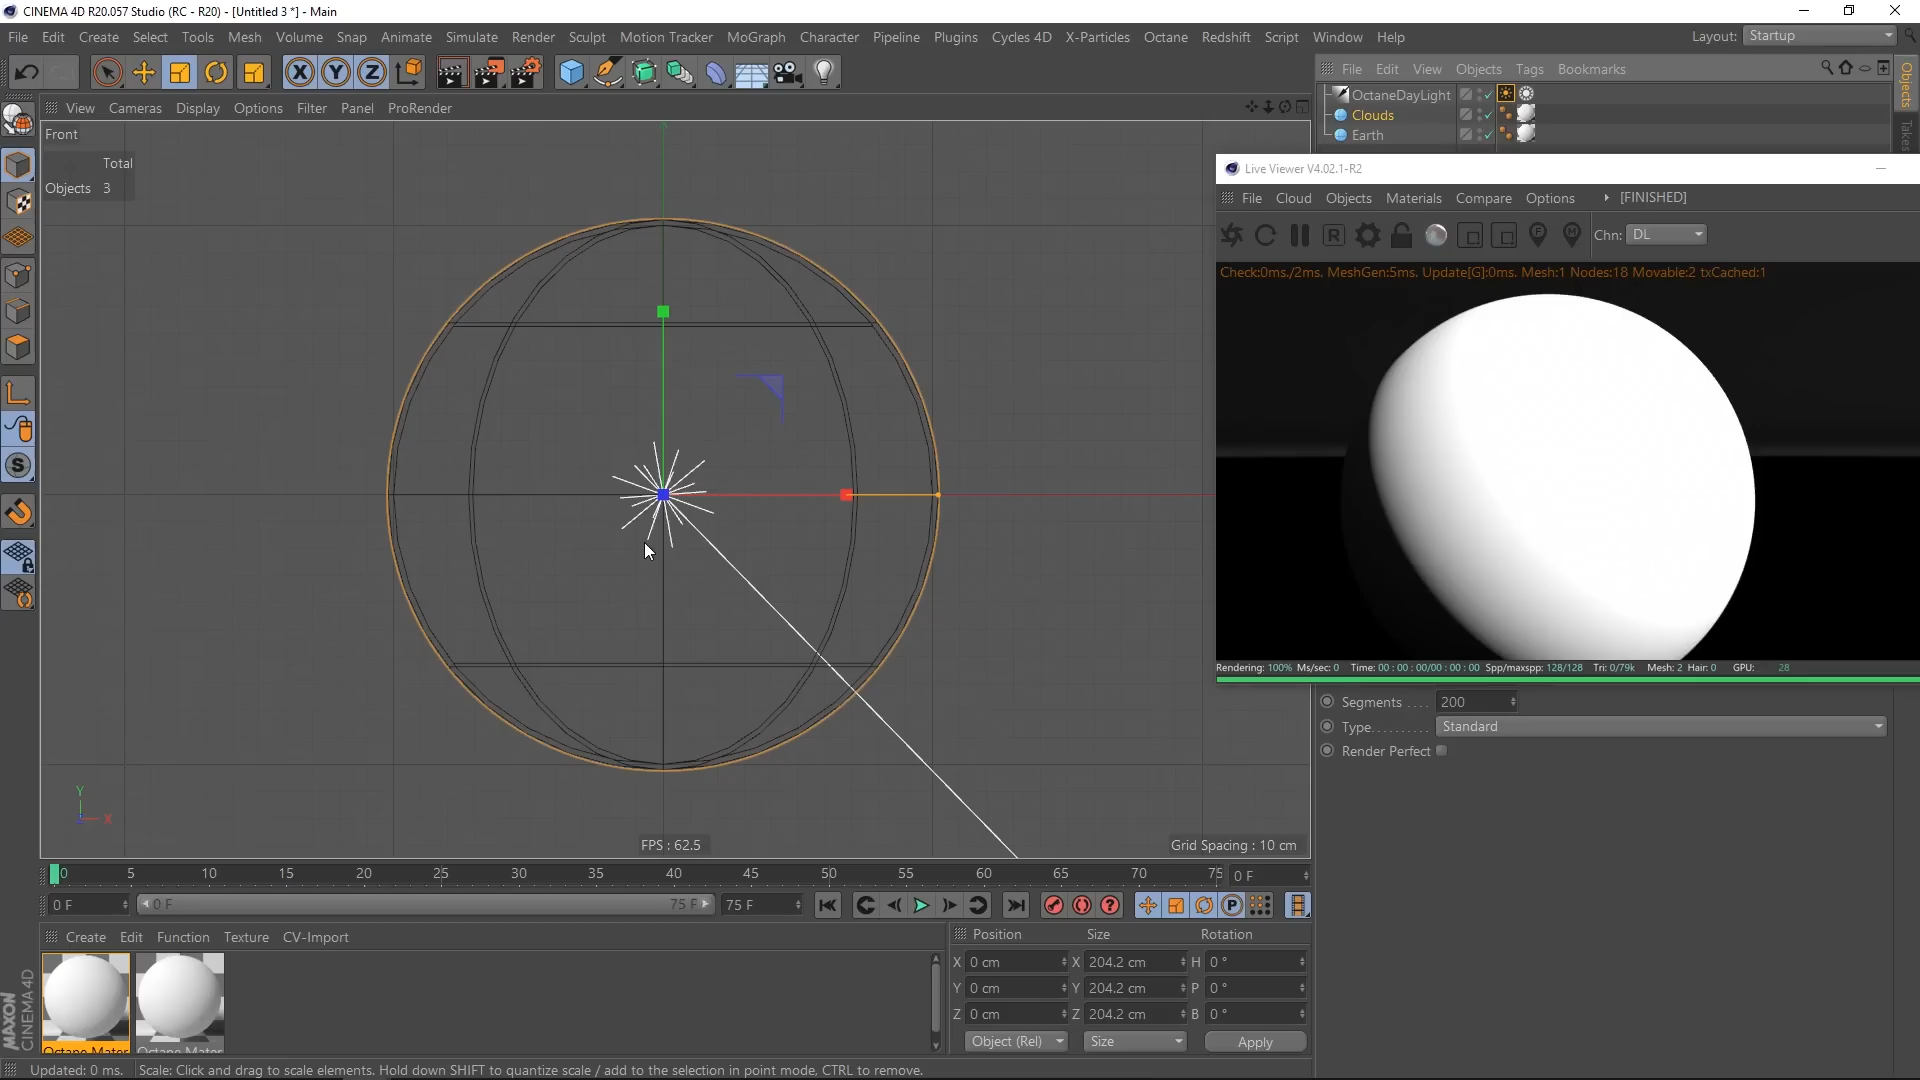 CINEMA 4D R20.057 Studio (RC - R20) - [Untitled 3 *] - Main
File Edit Create Select Tools Mesh Volume Snap Animate Simulate Render Sculpt Motion Tracker MoGraph Character Pipeline Plugins Cycles 4D X-Particles Octane Redshift Script Window Help Layout: Startup
X Y Z
File Edit View Objects Tags Bookmarks
Objects
Takes
OctaneDayLight
Clouds
Earth
View Cameras Display Options Filter Panel ProRender
Front
Total
Objects 3
Live Viewer V4.02.1-R2
File Cloud Objects Materials Compare Options [FINISHED]
R F M Chn: DL
Check:0ms./2ms. MeshGen:5ms. Update[G]:0ms. Mesh:1 Nodes:18 Movable:2 txCached:1
Rendering: 100% Ms/sec: 0 Time: 00 : 00 : 00/00 : 00 : 00 Spp/maxspp: 128/128 Tri: 0/79k Mesh: 2 Hair: 0 GPU: 28
Segments .... 200
Type.......... Standard
Render Perfect
S
Y
X
FPS : 62.5
Grid Spacing : 10 cm
0 5 10 15 20 25 30 35 40 45 50 55 60 65 70 75 0 F
0 F 0 F 75 F 75 F P
Create Edit Function Texture CV-Import
Octane Mater Octane Mater
Position Size Rotation
X 0 cm X 204.2 cm H 0 °
Y 0 cm Y 204.2 cm P 0 °
Z 0 cm Z 204.2 cm B 0 °
Object (Rel) Size Apply
MAXON
CINEMA 4D
Updated: 0 ms. Scale: Click and drag to scale elements. Hold down SHIFT to quantize scale / add to the selection in point mode, CTRL to remove.